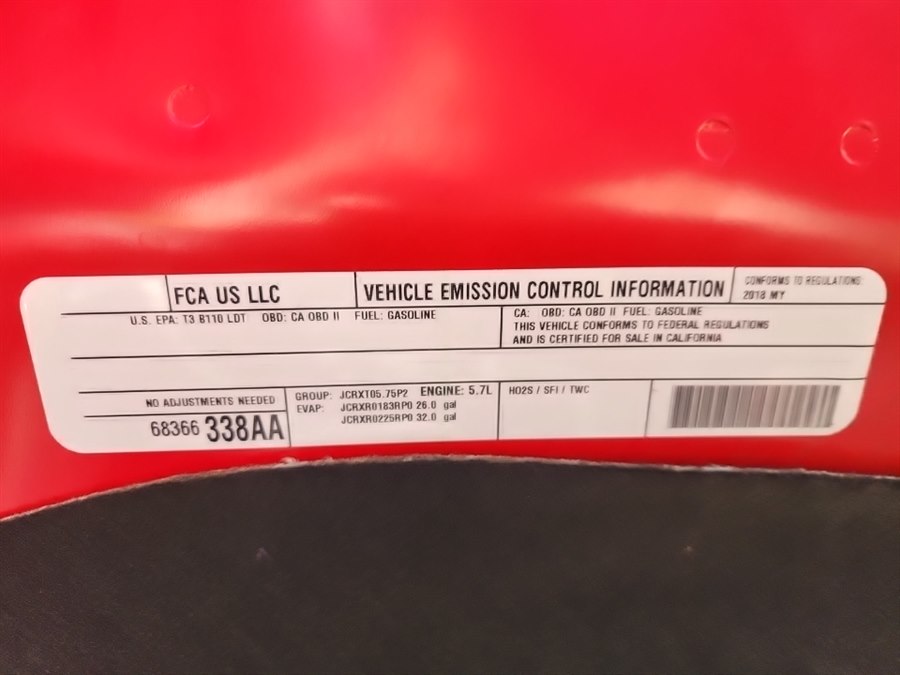 FCA US LLC
VEHICLE EMISSION CONTROL INFORMATION
CONFORMS TO REGULATIONS:
2018 MY
U.S. EPA: T3 B110 LDT OBD: CA OBD II FUEL: GASOLINE
CA: OBD: CA OBD II FUEL: GASOLINE
THIS VEHICLE CONFORMS TO FEDERAL REGULATIONS
AND IS CERTIFIED FOR SALE IN CALIFORNIA
NO ADJUSTMENTS NEEDED
68366 338AA
GROUP: JCRXT05.75P2 ENGINE: 5.7L
EVAP: JCRXR0183RP0 26.0 gal
JCRXR0225RP0 32.0 gal
HO2S / SFI / TWC